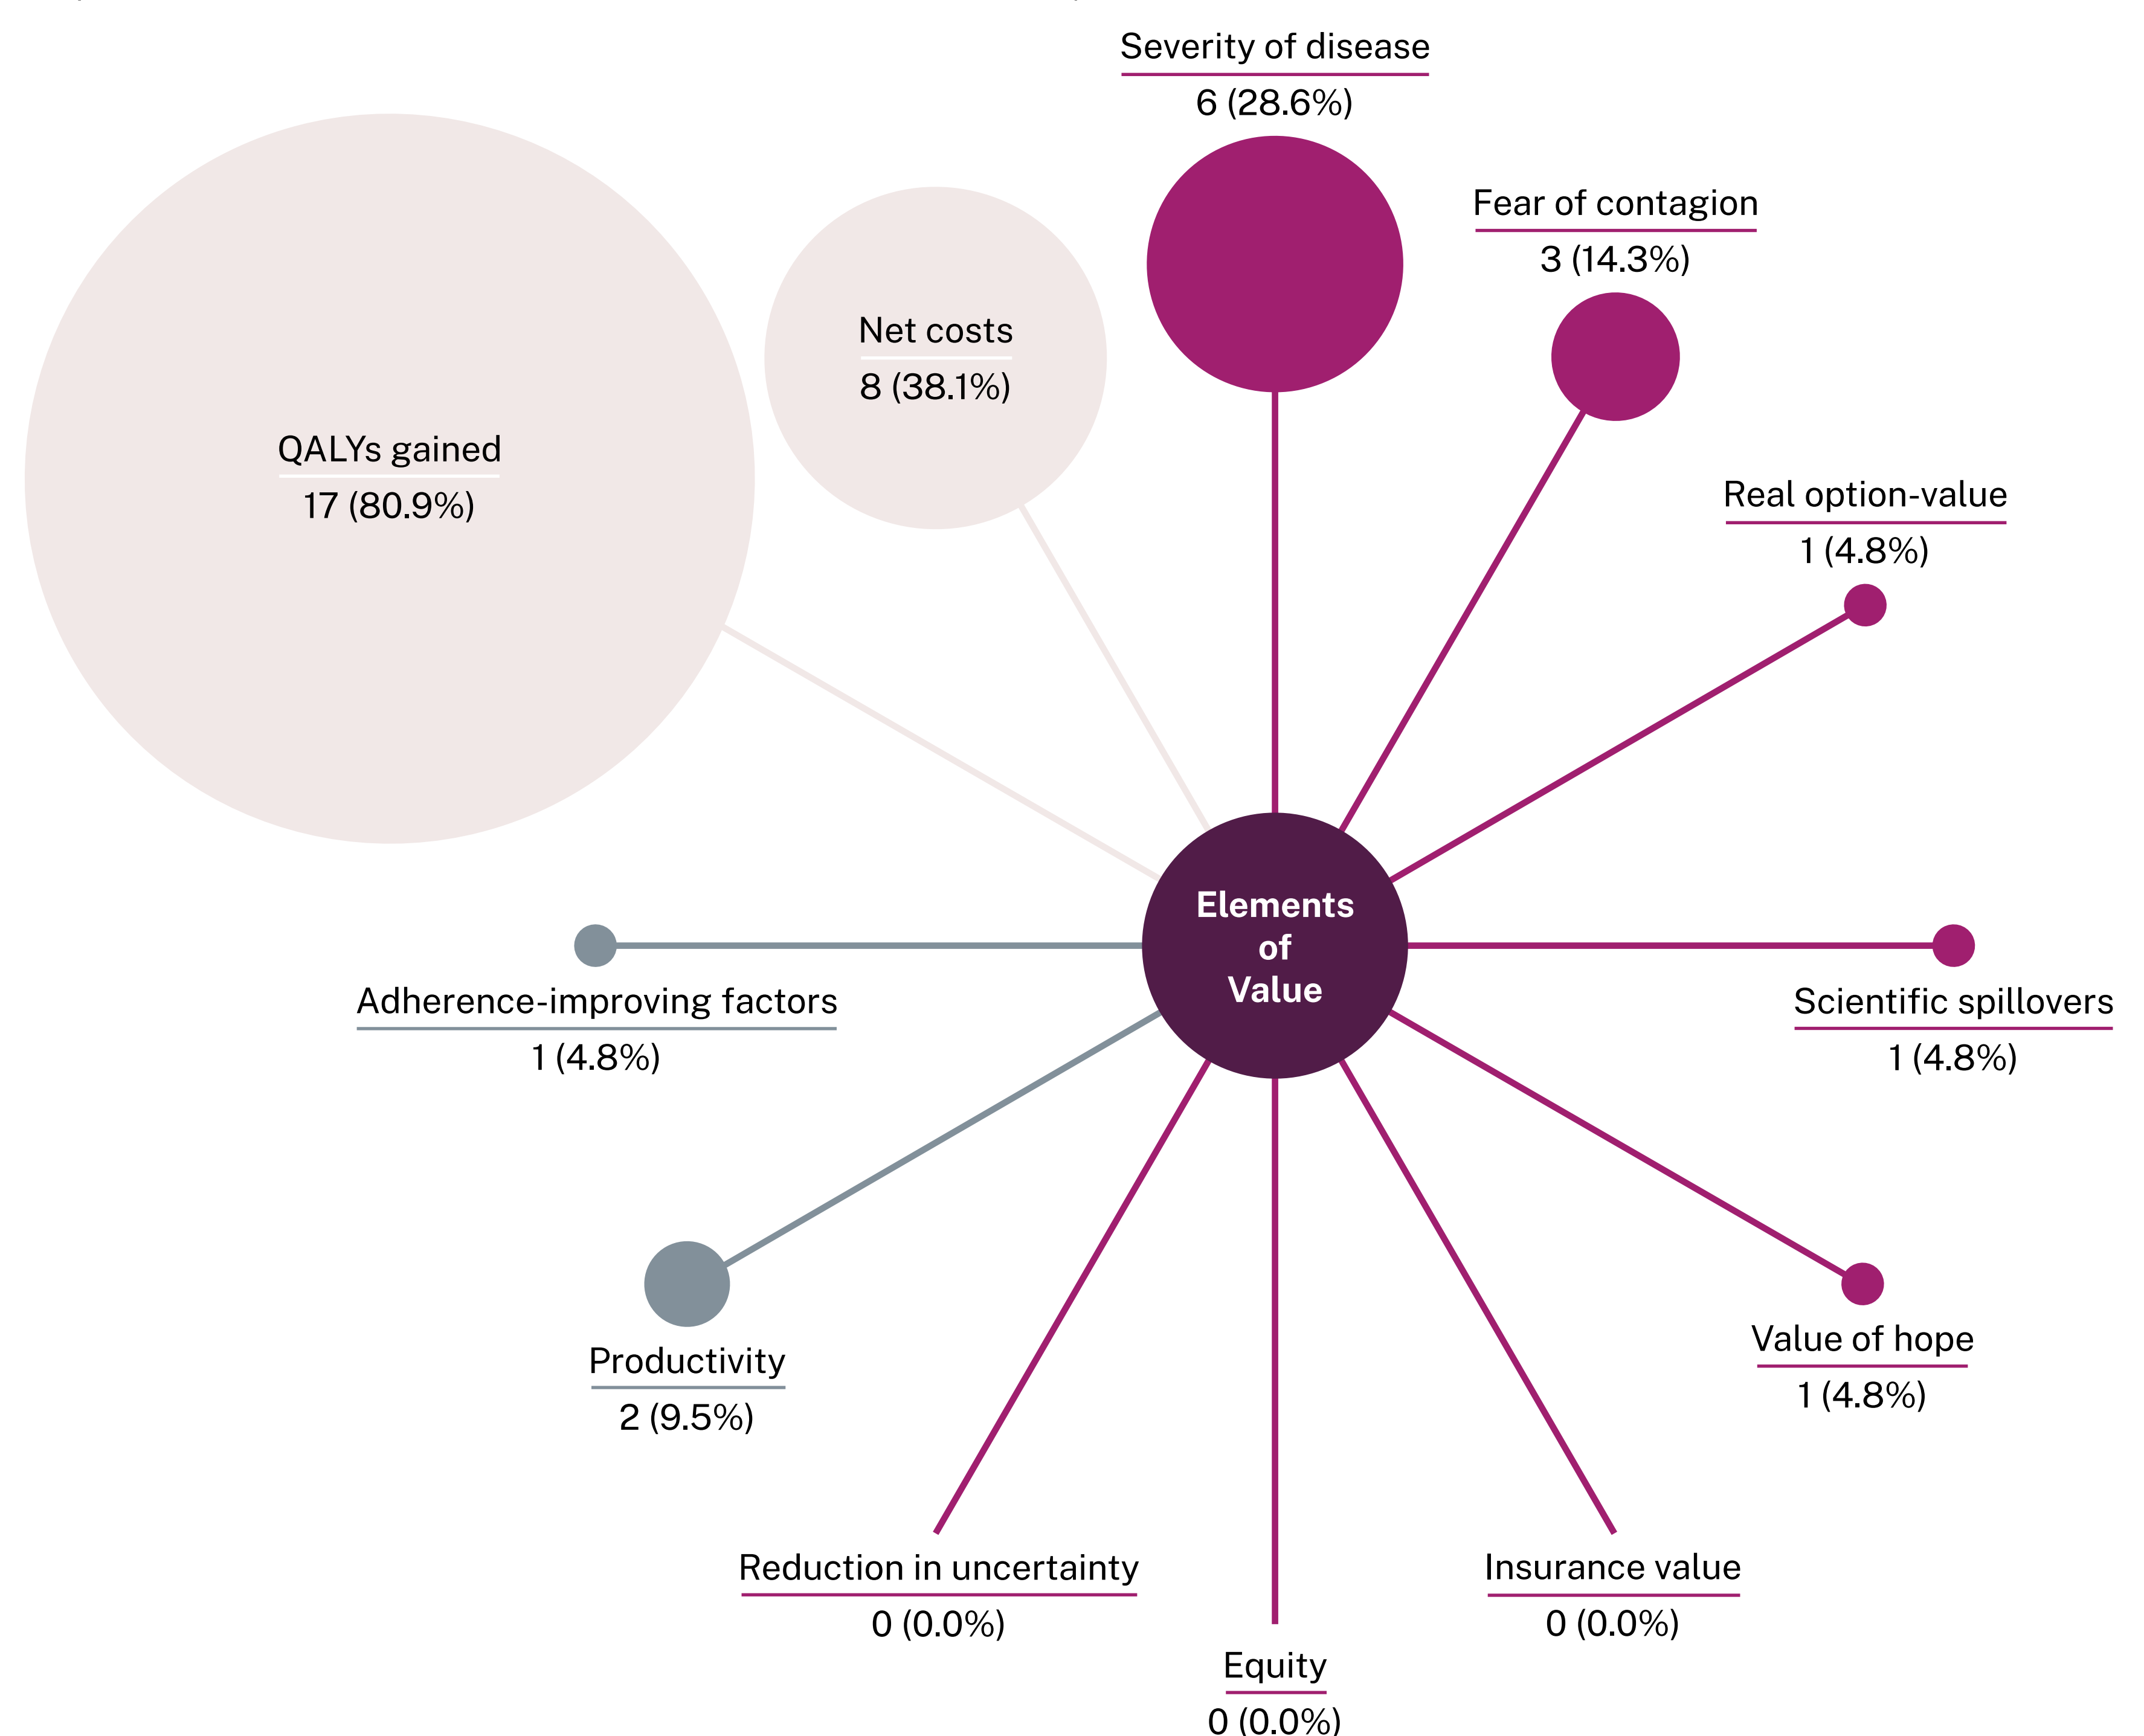 Severity of disease
6 (28.6%)
Fear of contagion
3 (14.3%)
Net costs
8 (38.1%)
QALYs gained
17 (80.9%)
Real option-value
1 (4.8%)
Elements
of
Value
Adherence-improving factors
1 (4.8%)
Scientific spillovers
1 (4.8%)
Productivity
2 (9.5%)
Value of hope
1 (4.8%)
Reduction in uncertainty
0 (0.0%)
Insurance value
0 (0.0%)
Equity
0 (0.0%)